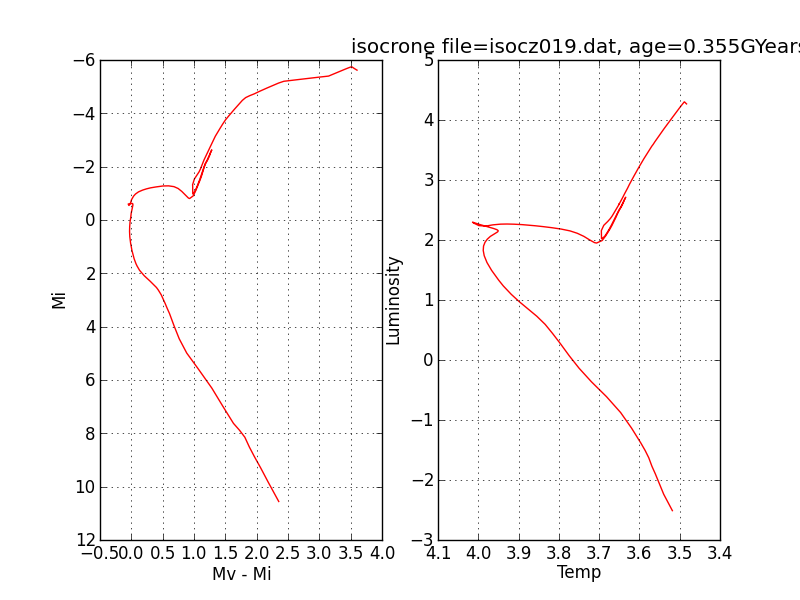 isocrone file=isocz019.dat, age=0.355GYears
−6
−4
−2
0
2
4
6
8
10
12
Mi
−0.5 0.0 0.5 1.0 1.5 2.0 2.5 3.0 3.5 4.0
Mv - Mi
5
4
3
2
1
0
−1
−2
−3
Luminosity
4.1 4.0 3.9 3.8 3.7 3.6 3.5 3.4
Temp